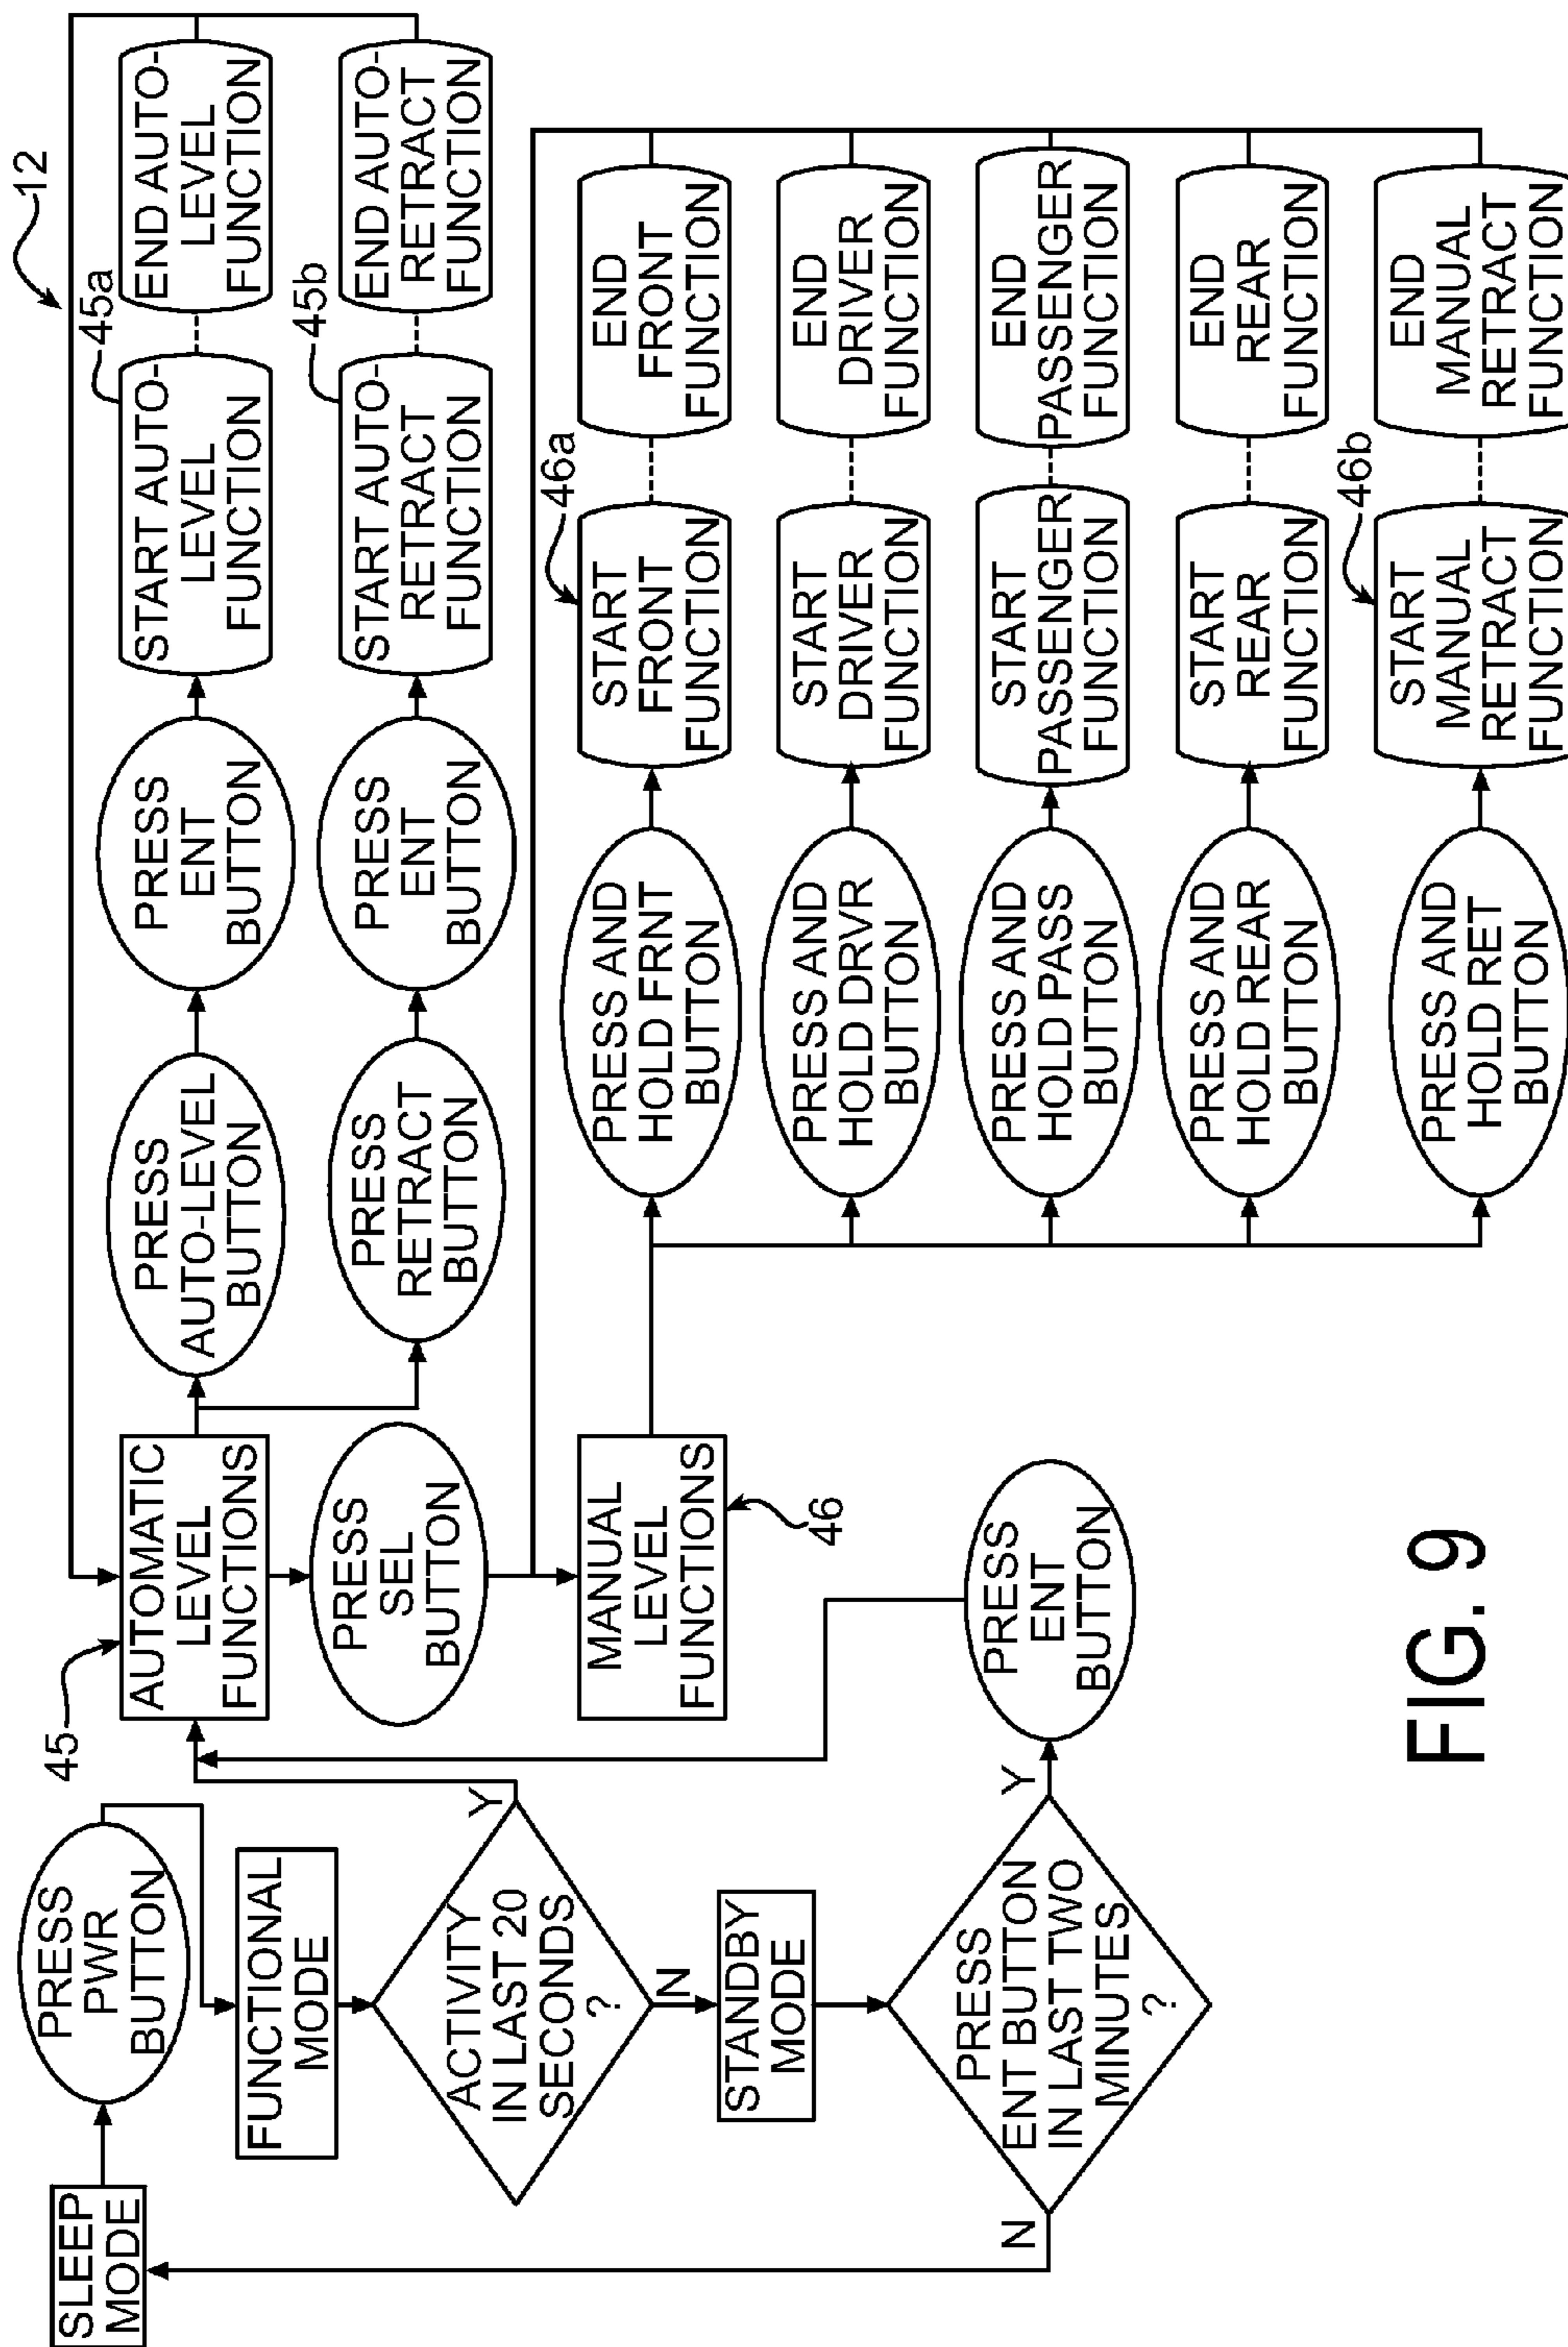 12
SLEEP
MODE
PRESS
PWR
BUTTON
FUNCTIONAL
MODE
ACTIVITY
IN LAST 20
SECONDS
?
Y
N
STANDBY
MODE
PRESS
ENT BUTTON
IN LAST TWO
MINUTES
?
N
Y
PRESS
ENT
BUTTON
45
AUTOMATIC
LEVEL
FUNCTIONS
PRESS
AUTO-LEVEL
BUTTON
PRESS
ENT
BUTTON
45a
START AUTO-
LEVEL
FUNCTION
END AUTO-
LEVEL
FUNCTION
PRESS
RETRACT
BUTTON
PRESS
ENT
BUTTON
45b
START AUTO-
RETRACT
FUNCTION
END AUTO-
RETRACT
FUNCTION
PRESS
SEL
BUTTON
MANUAL
LEVEL
FUNCTIONS
46
PRESS AND
HOLD FRNT
BUTTON
46a
START
FRONT
FUNCTION
END
FRONT
FUNCTION
PRESS AND
HOLD DRVR
BUTTON
START
DRIVER
FUNCTION
END
DRIVER
FUNCTION
PRESS AND
HOLD PASS
BUTTON
START
PASSENGER
FUNCTION
END
PASSENGER
FUNCTION
PRESS AND
HOLD REAR
BUTTON
START
REAR
FUNCTION
END
REAR
FUNCTION
PRESS AND
HOLD RET
BUTTON
46b
START
MANUAL
RETRACT
FUNCTION
END
MANUAL
RETRACT
FUNCTION
FIG. 9